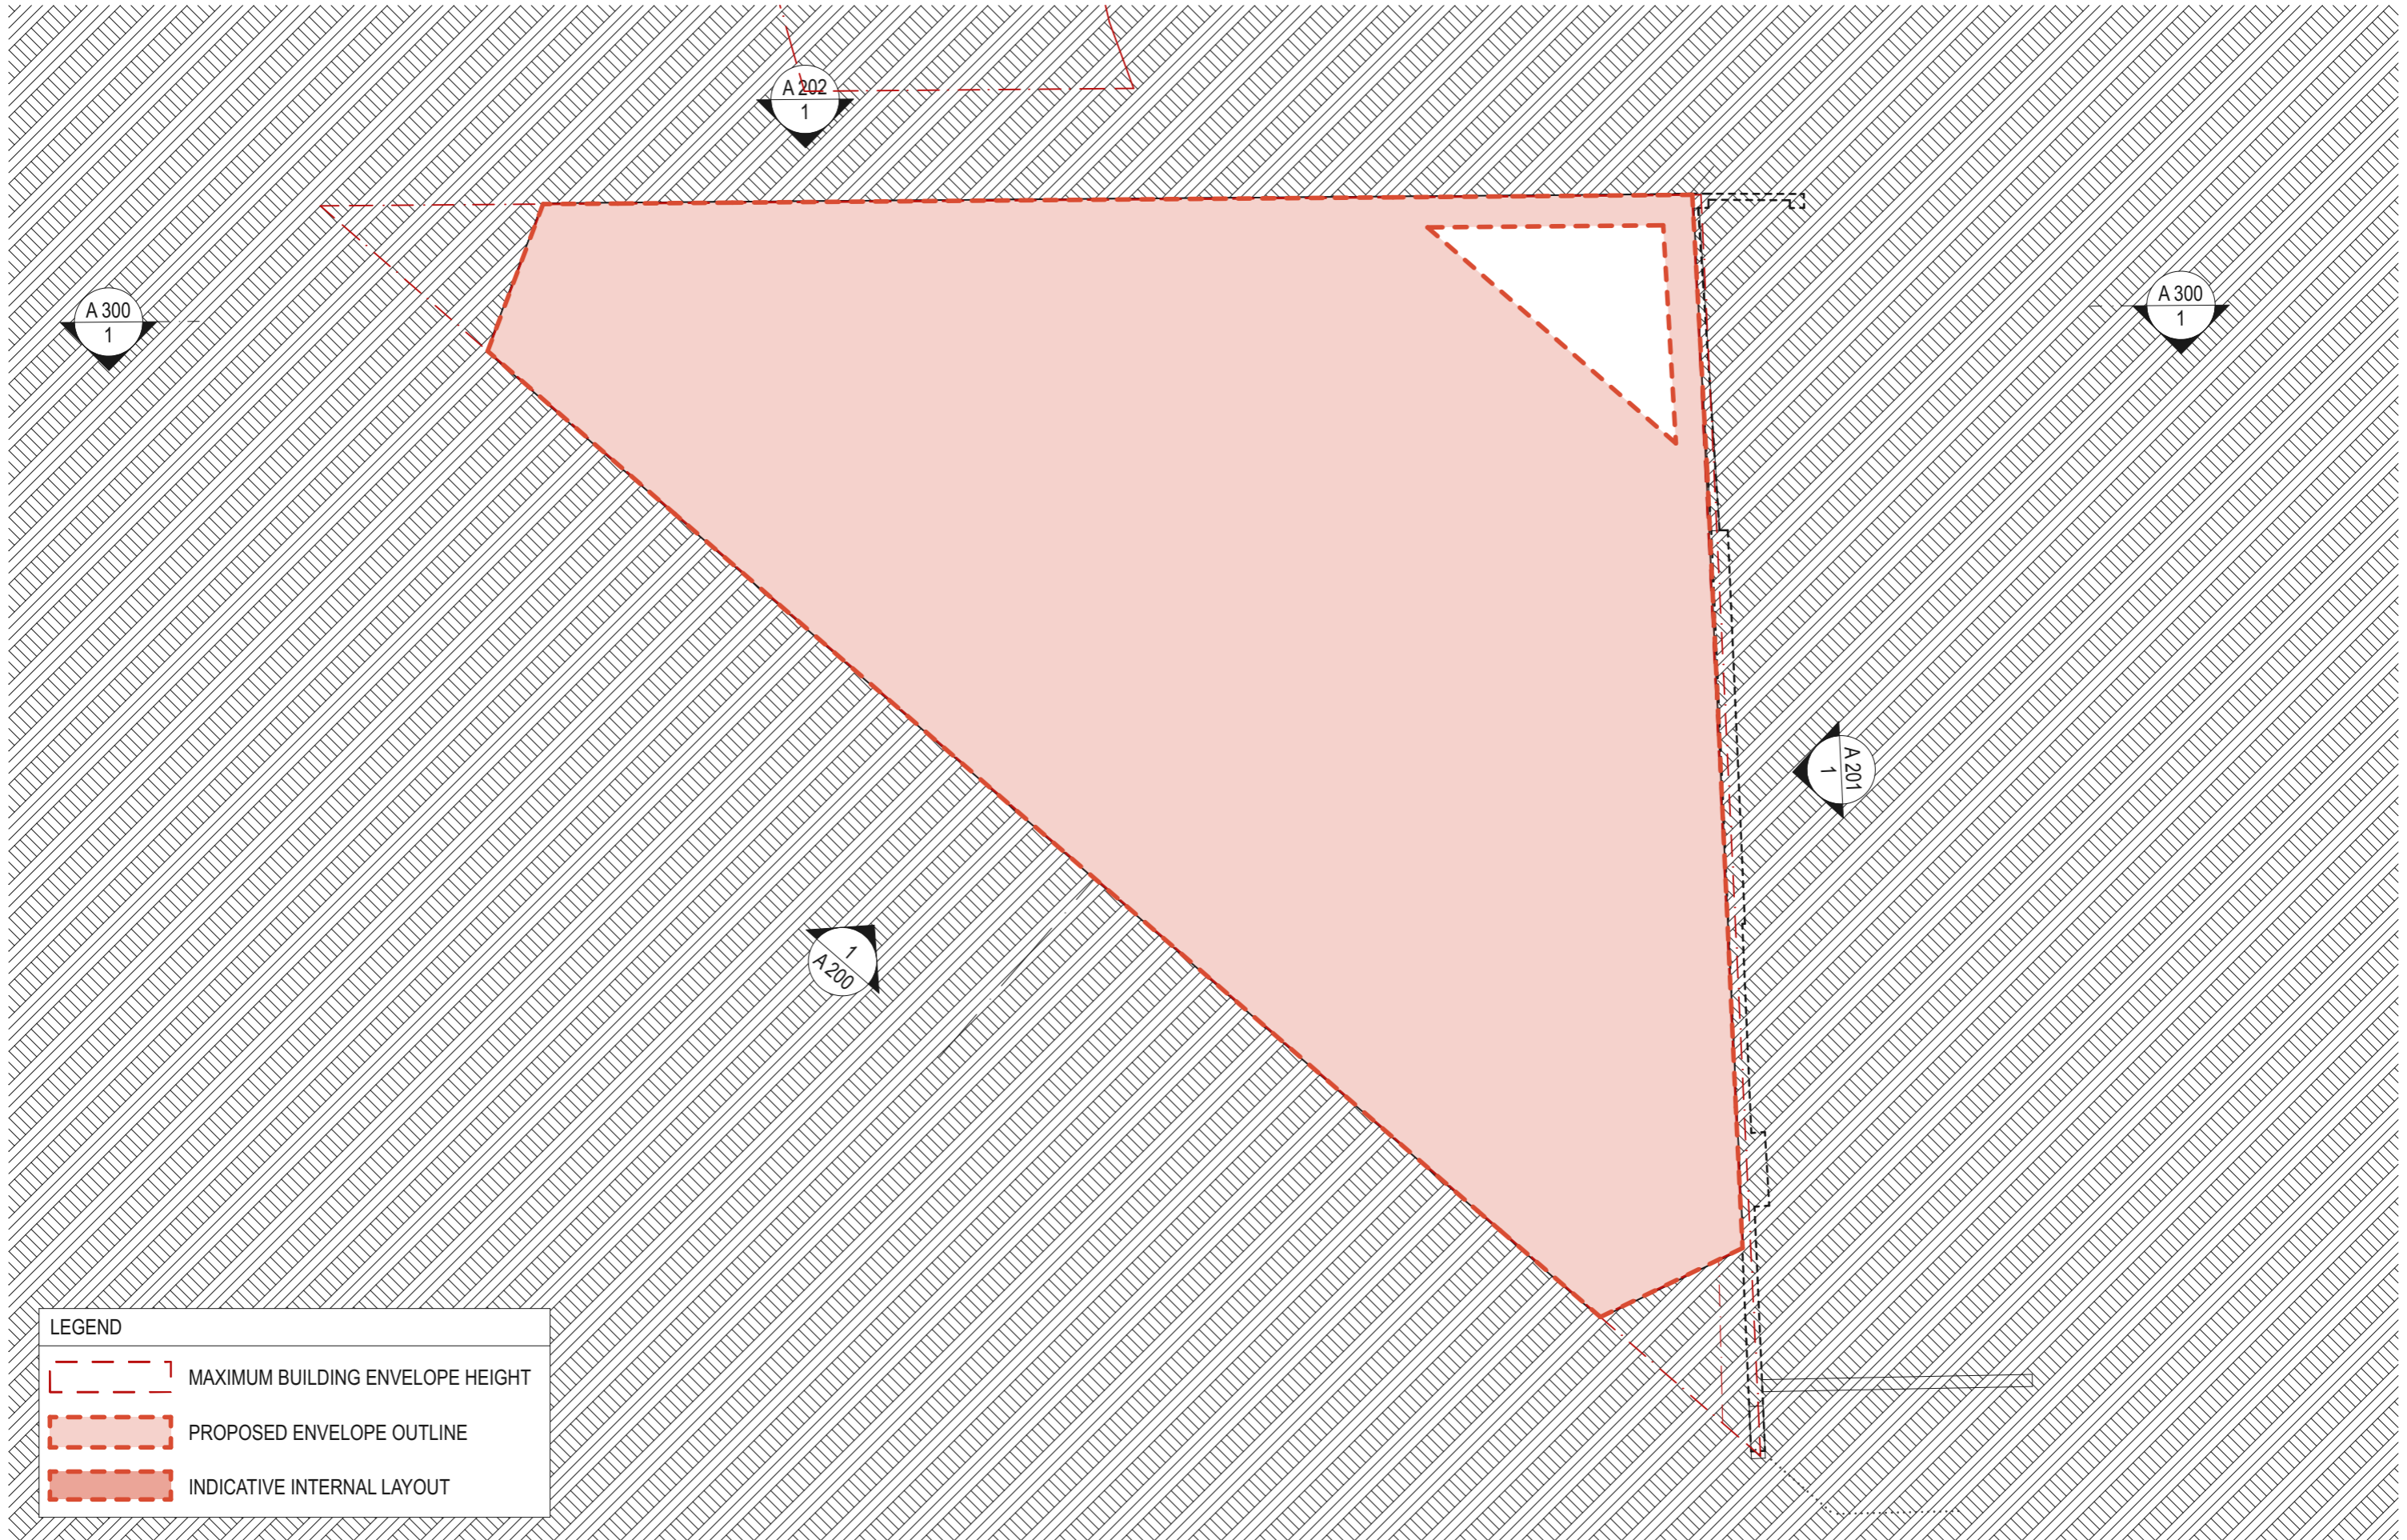 A 202
1
A 300
1
A 300
1
A 201
1
1
A 200
LEGEND
MAXIMUM BUILDING ENVELOPE HEIGHT
PROPOSED ENVELOPE OUTLINE
INDICATIVE INTERNAL LAYOUT